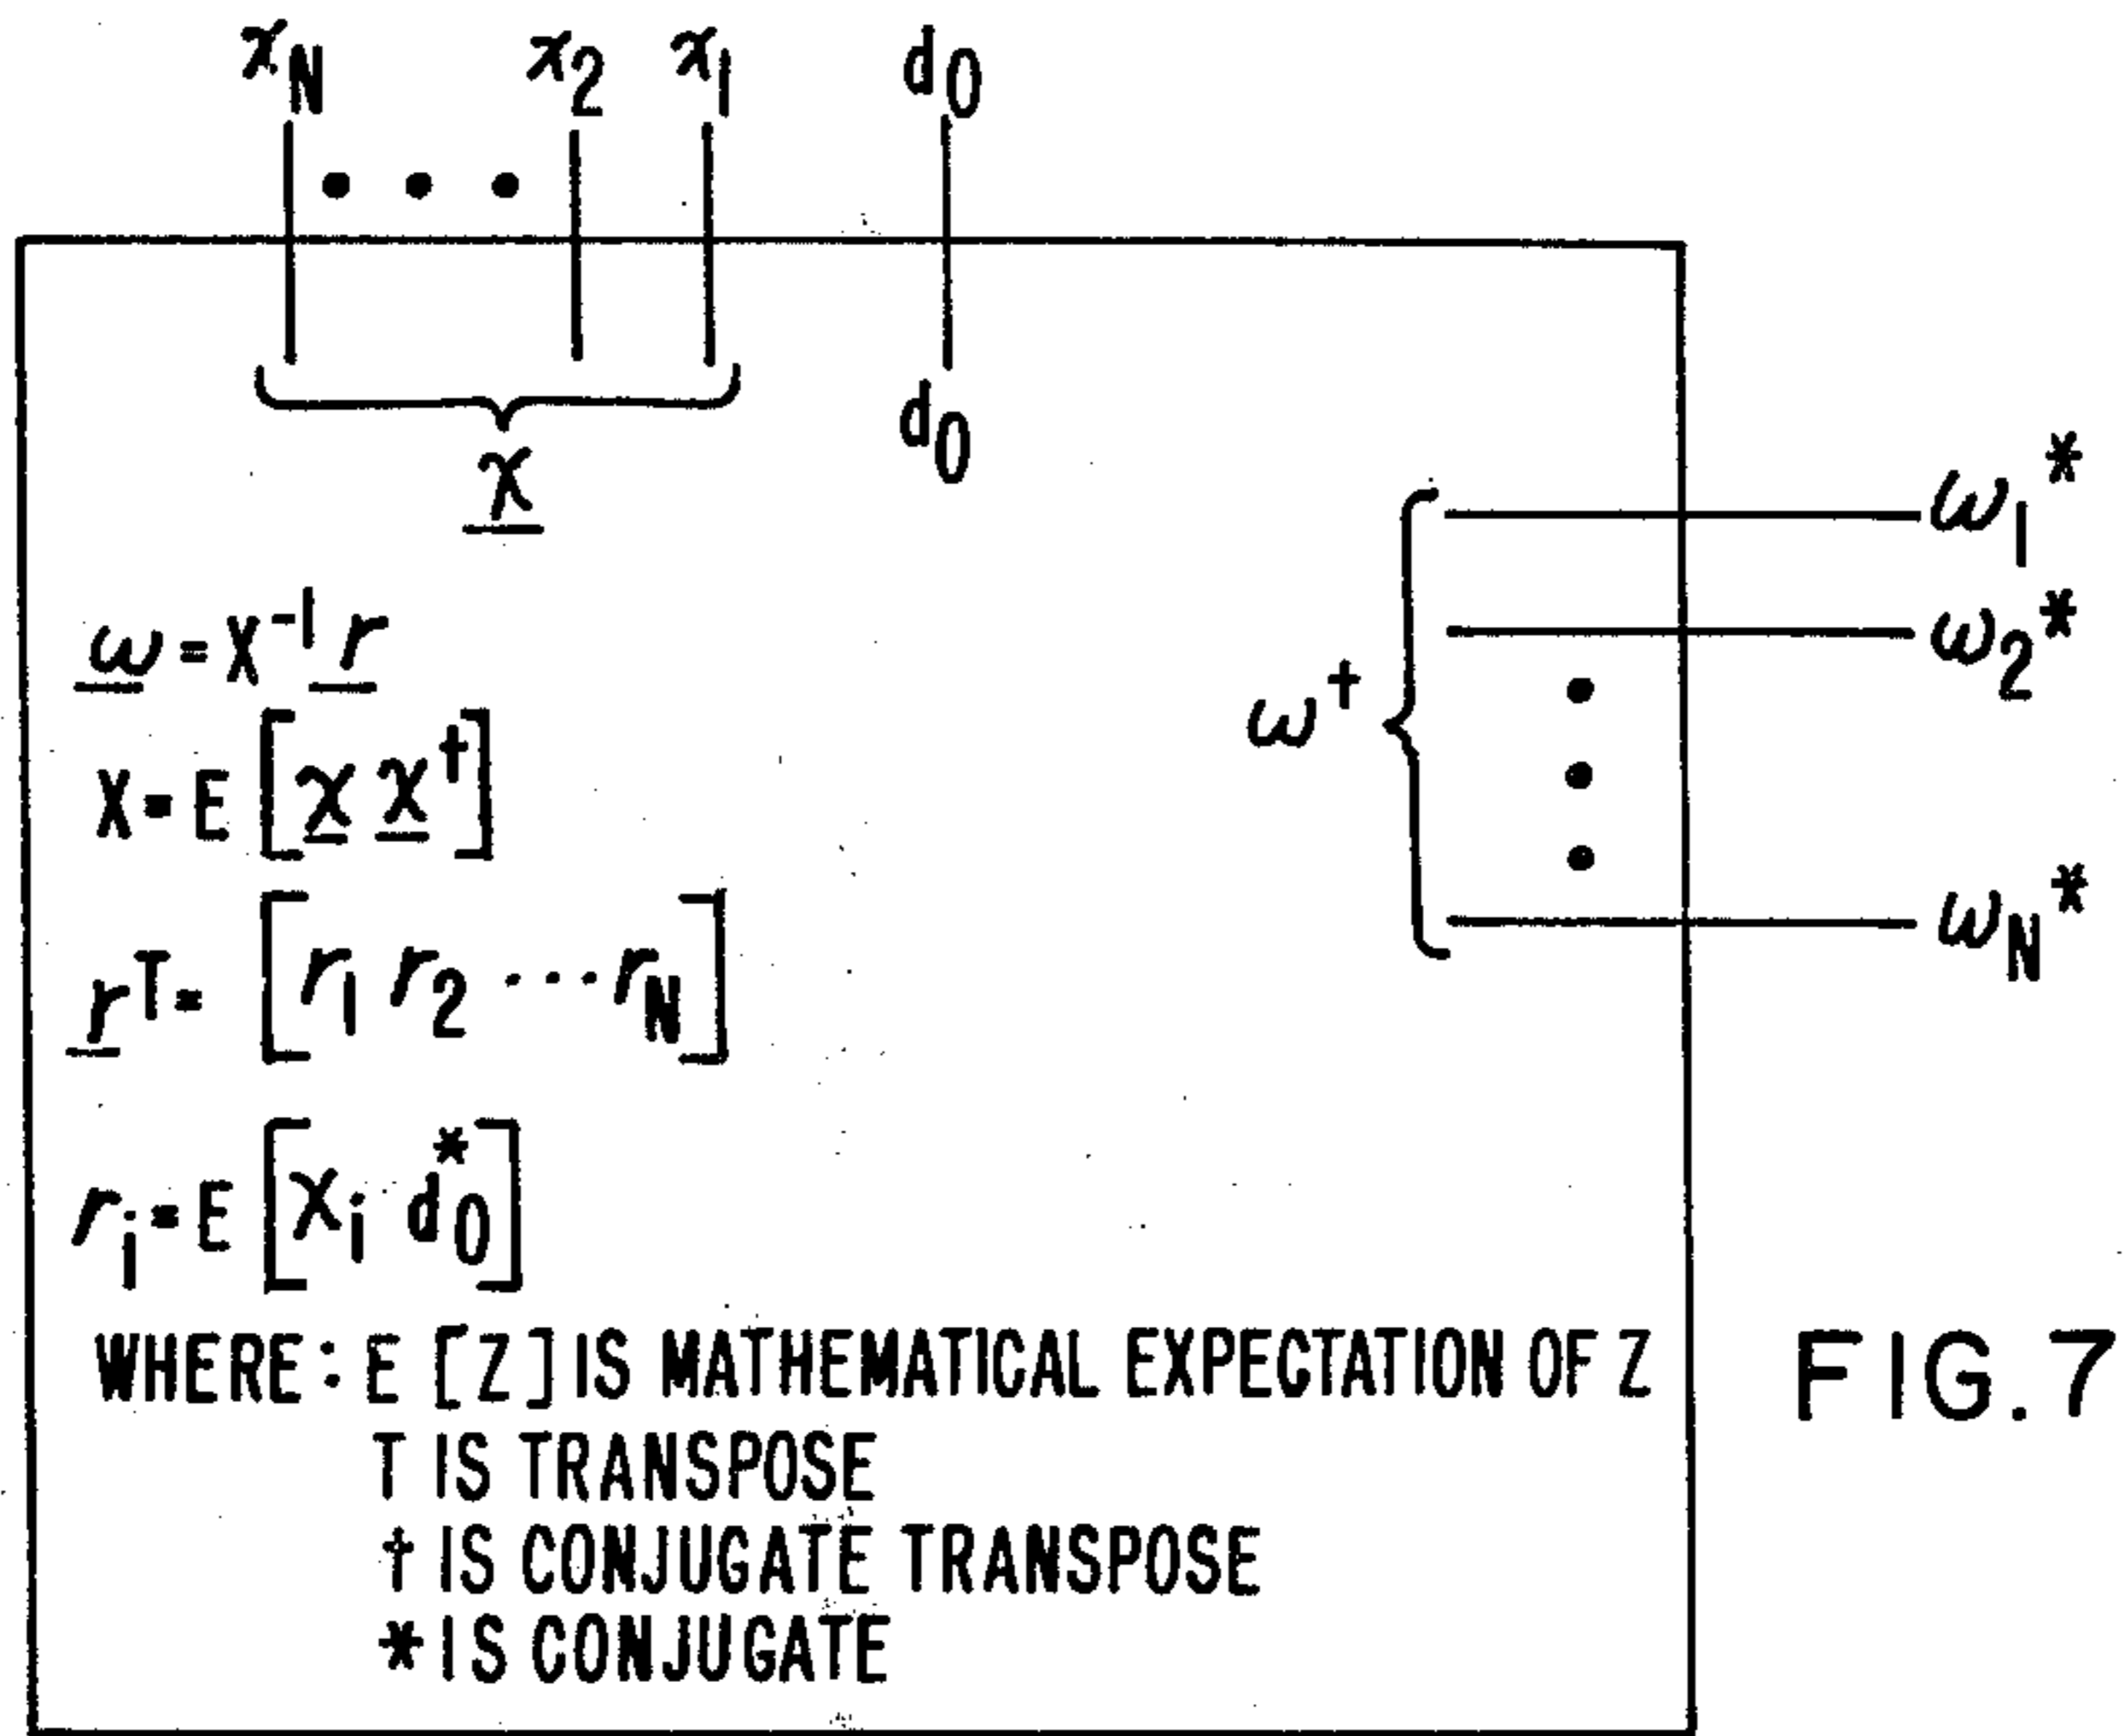 x_N x_2 x_1 d_0
x d_0
ω_1*
ω_2*
ω†
ω_N*
ω = X^-1 r
X = E [x x†]
r^T = [r_1 r_2 ... r_N]
r_i = E [x_i d_0*]
WHERE: E [Z] IS MATHEMATICAL EXPECTATION OF Z
T IS TRANSPOSE
† IS CONJUGATE TRANSPOSE
* IS CONJUGATE
FIG. 7